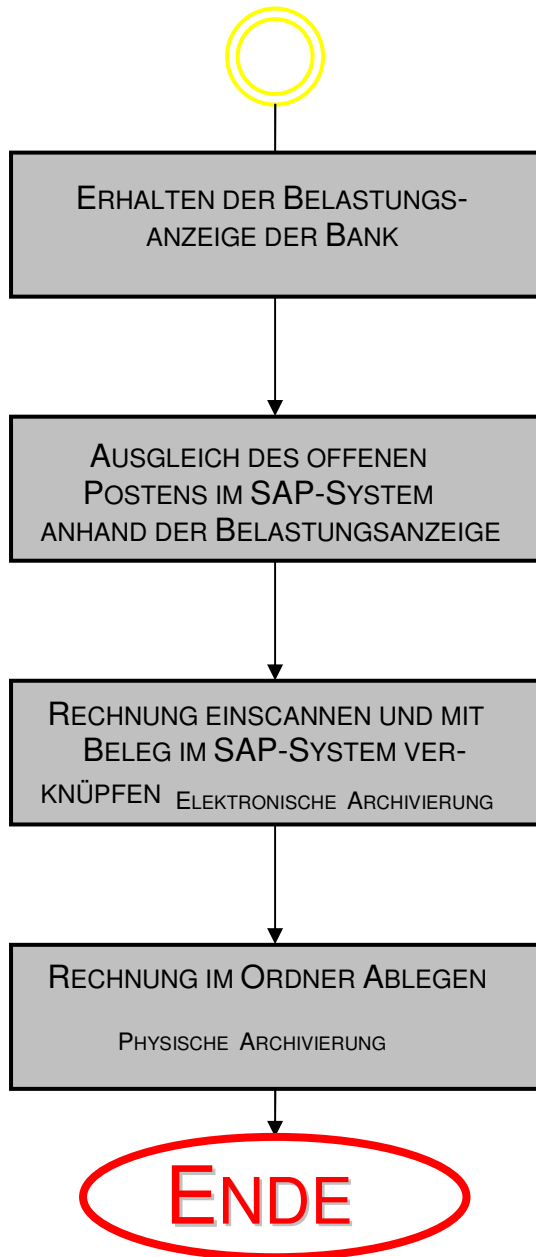 ERHALTEN DER BELASTUNGS-
ANZEIGE DER BANK
AUSGLEICH DES OFFENEN
POSTENS IM SAP-SYSTEM
ANHAND DER BELASTUNGSANZEIGE
RECHNUNG EINSCANNEN UND MIT
BELEG IM SAP-SYSTEM VER-
KNÜPFEN ELEKTRONISCHE ARCHIVIERUNG
RECHNUNG IM ORDNER ABLEGEN
PHYSISCHE ARCHIVIERUNG
ENDE